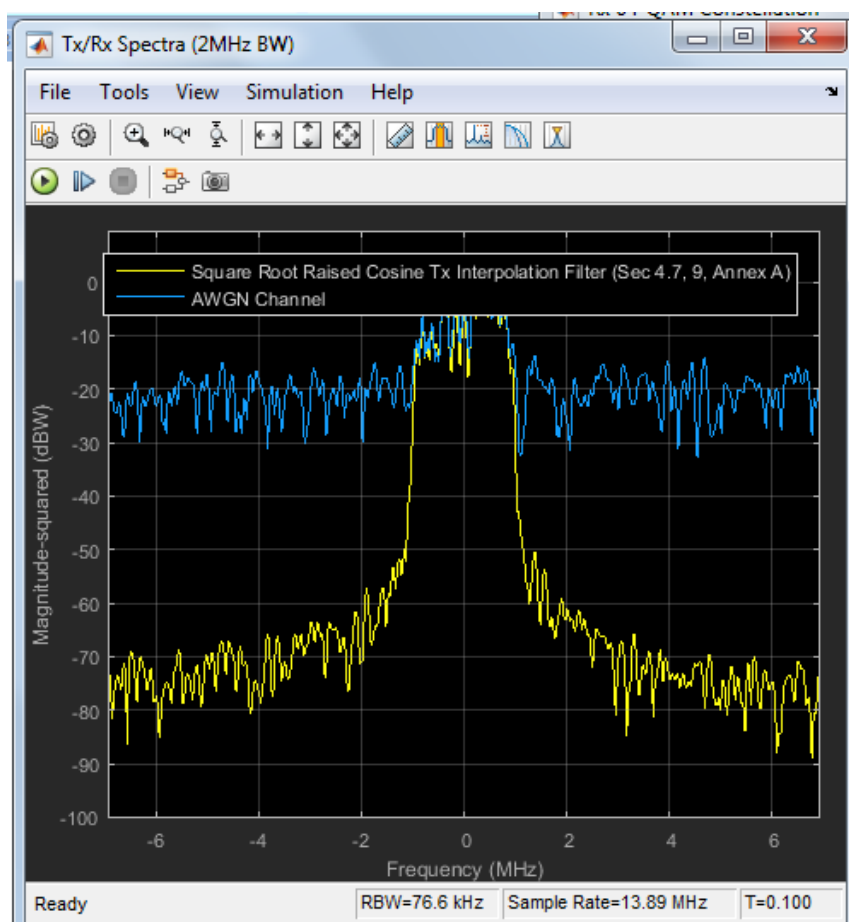 Tx/Rx Spectra (2MHz BW)
File Tools View Simulation Help
Square Root Raised Cosine Tx Interpolation Filter (Sec 4.7, 9, Annex A)
AWGN Channel
0
-10
-20
-30
-40
-50
-60
-70
-80
-90
-100
Magnitude-squared (dBW)
-6 -4 -2 0 2 4 6
Frequency (MHz)
Ready RBW=76.6 kHz Sample Rate=13.89 MHz T=0.100